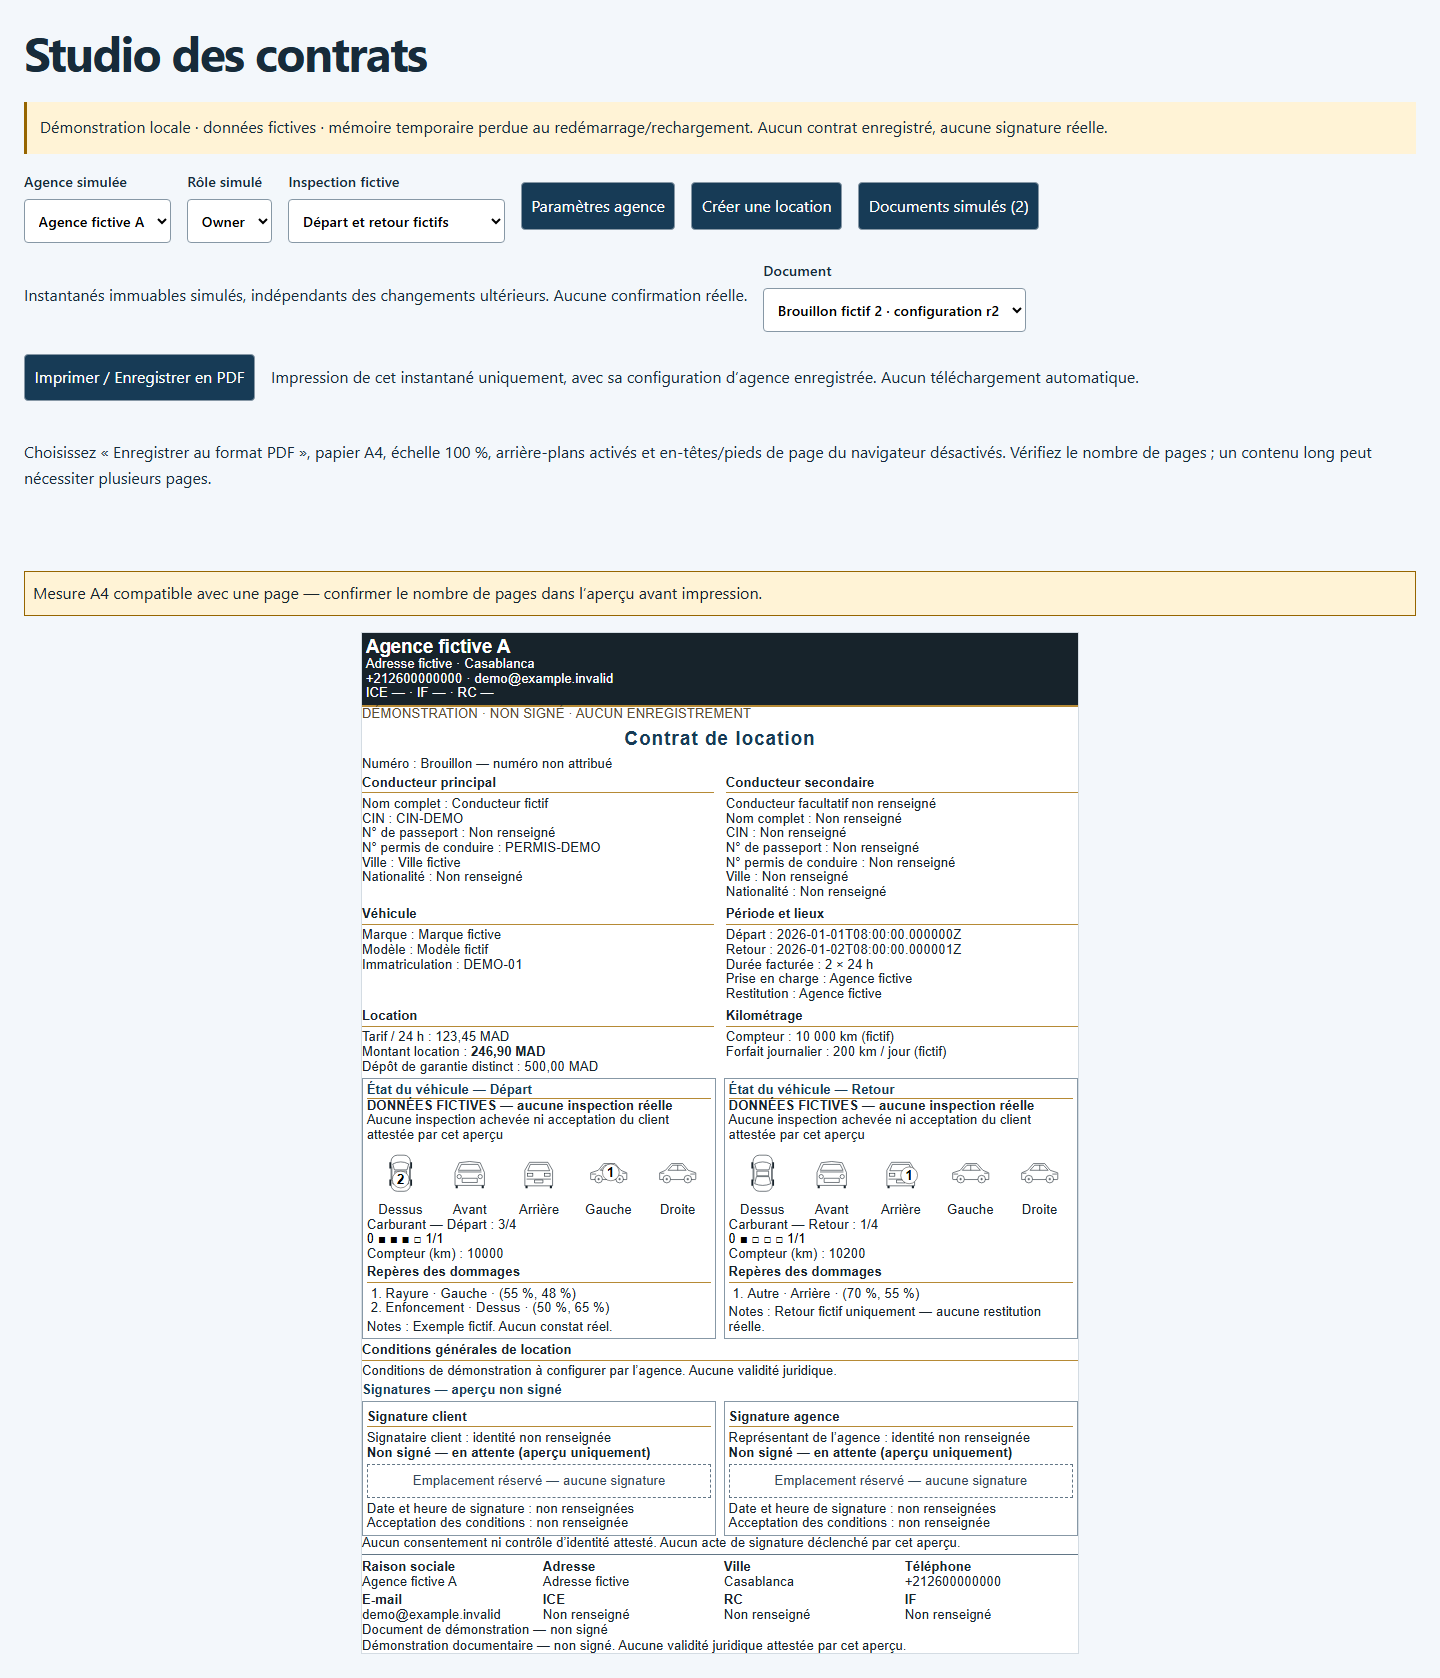 Studio des contrats
Démonstration locale · données fictives · mémoire temporaire perdue au redémarrage/rechargement. Aucun contrat enregistré, aucune signature réelle.
Agence simulée
Rôle simulé
Inspection fictive
Agence fictive A
Owner
Départ et retour fictifs
Paramètres agence
Créer une location
Documents simulés (2)
Instantanés immuables simulés, indépendants des changements ultérieurs. Aucune confirmation réelle.
Document
Brouillon fictif 2 · configuration r2
Imprimer / Enregistrer en PDF
Impression de cet instantané uniquement, avec sa configuration d’agence enregistrée. Aucun téléchargement automatique.
Choisissez « Enregistrer au format PDF », papier A4, échelle 100 %, arrière-plans activés et en-têtes/pieds de page du navigateur désactivés. Vérifiez le nombre de pages ; un contenu long peut
nécessiter plusieurs pages.
Mesure A4 compatible avec une page — confirmer le nombre de pages dans l’aperçu avant impression.
Agence fictive A
Adresse fictive · Casablanca
+212600000000 · demo@example.invalid
ICE — · IF — · RC —
DÉMONSTRATION · NON SIGNÉ · AUCUN ENREGISTREMENT
Contrat de location
Numéro : Brouillon — numéro non attribué
Conducteur principal
Nom complet : Conducteur fictif
CIN : CIN-DEMO
N° de passeport : Non renseigné
N° permis de conduire : PERMIS-DEMO
Ville : Ville fictive
Nationalité : Non renseigné
Conducteur secondaire
Conducteur facultatif non renseigné
Nom complet : Non renseigné
CIN : Non renseigné
N° de passeport : Non renseigné
N° permis de conduire : Non renseigné
Ville : Non renseigné
Nationalité : Non renseigné
Véhicule
Marque : Marque fictive
Modèle : Modèle fictif
Immatriculation : DEMO-01
Période et lieux
Départ : 2026-01-01T08:00:00.000000Z
Retour : 2026-01-02T08:00:00.000001Z
Durée facturée : 2 × 24 h
Prise en charge : Agence fictive
Restitution : Agence fictive
Location
Tarif / 24 h : 123,45 MAD
Montant location : 246,90 MAD
Dépôt de garantie distinct : 500,00 MAD
Kilométrage
Compteur : 10 000 km (fictif)
Forfait journalier : 200 km / jour (fictif)
État du véhicule — Départ
DONNÉES FICTIVES — aucune inspection réelle
Aucune inspection achevée ni acceptation du client
attestée par cet aperçu
2
1
Dessus Avant Arrière Gauche Droite
Carburant — Départ : 3/4
0 ■ ■ ■ □ 1/1
Compteur (km) : 10000
Repères des dommages
1. Rayure · Gauche · (55 %, 48 %)
2. Enfoncement · Dessus · (50 %, 65 %)
Notes : Exemple fictif. Aucun constat réel.
État du véhicule — Retour
DONNÉES FICTIVES — aucune inspection réelle
Aucune inspection achevée ni acceptation du client
attestée par cet aperçu
1
Dessus Avant Arrière Gauche Droite
Carburant — Retour : 1/4
0 ■ □ □ □ 1/1
Compteur (km) : 10200
Repères des dommages
1. Autre · Arrière · (70 %, 55 %)
Notes : Retour fictif uniquement — aucune restitution
réelle.
Conditions générales de location
Conditions de démonstration à configurer par l’agence. Aucune validité juridique.
Signatures — aperçu non signé
Signature client
Signataire client : identité non renseignée
Non signé — en attente (aperçu uniquement)
Emplacement réservé — aucune signature
Date et heure de signature : non renseignées
Acceptation des conditions : non renseignée
Signature agence
Représentant de l’agence : identité non renseignée
Non signé — en attente (aperçu uniquement)
Emplacement réservé — aucune signature
Date et heure de signature : non renseignées
Acceptation des conditions : non renseignée
Aucun consentement ni contrôle d’identité attesté. Aucun acte de signature déclenché par cet aperçu.
Raison sociale Adresse Ville Téléphone
Agence fictive A Adresse fictive Casablanca +212600000000
E-mail ICE RC IF
demo@example.invalid Non renseigné Non renseigné Non renseigné
Document de démonstration — non signé
Démonstration documentaire — non signé. Aucune validité juridique attestée par cet aperçu.